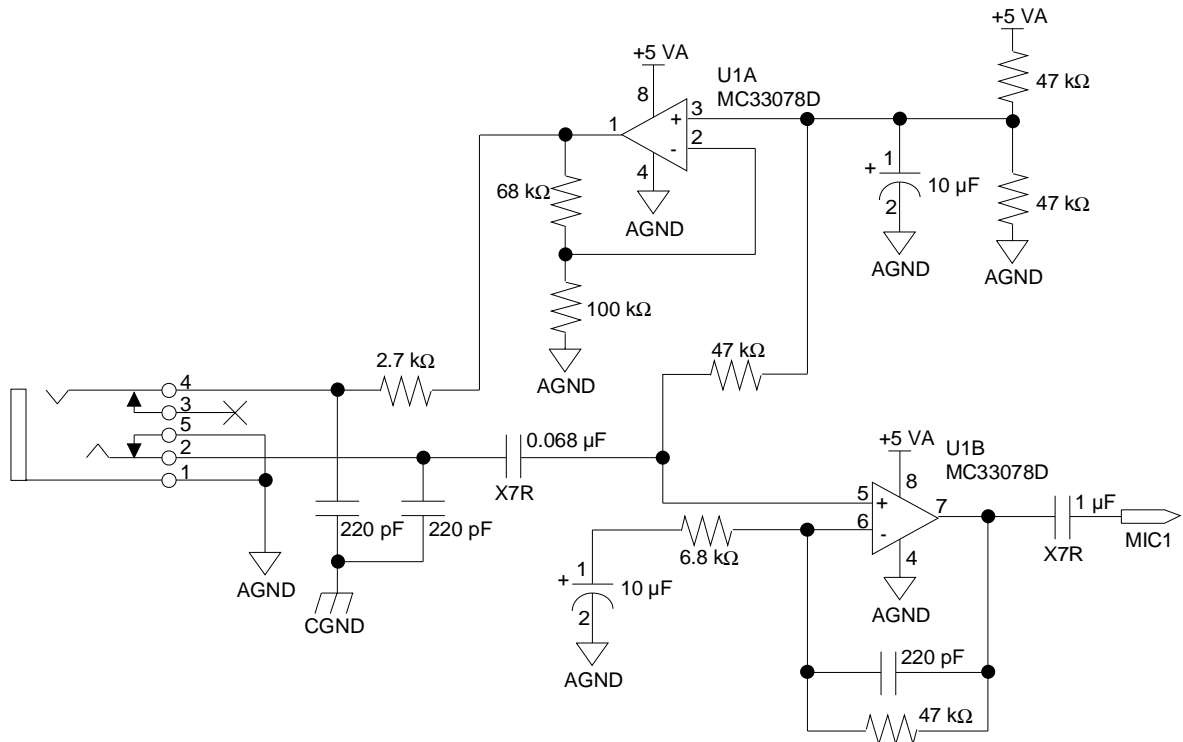 +5 VA
+5 VA
U1A
MC33078D
47 kΩ
8
3
1
+
2
-
4
AGND
1
+
10 µF
2
AGND
47 kΩ
AGND
68 kΩ
100 kΩ
AGND
2.7 kΩ
47 kΩ
4
3
5
2
1
0.068 µF
X7R
+5 VA
U1B
MC33078D
8
5
+
6
-
7
4
AGND
1 µF
X7R
MIC1
220 pF
220 pF
AGND
CGND
6.8 kΩ
1
+
10 µF
2
AGND
220 pF
47 kΩ